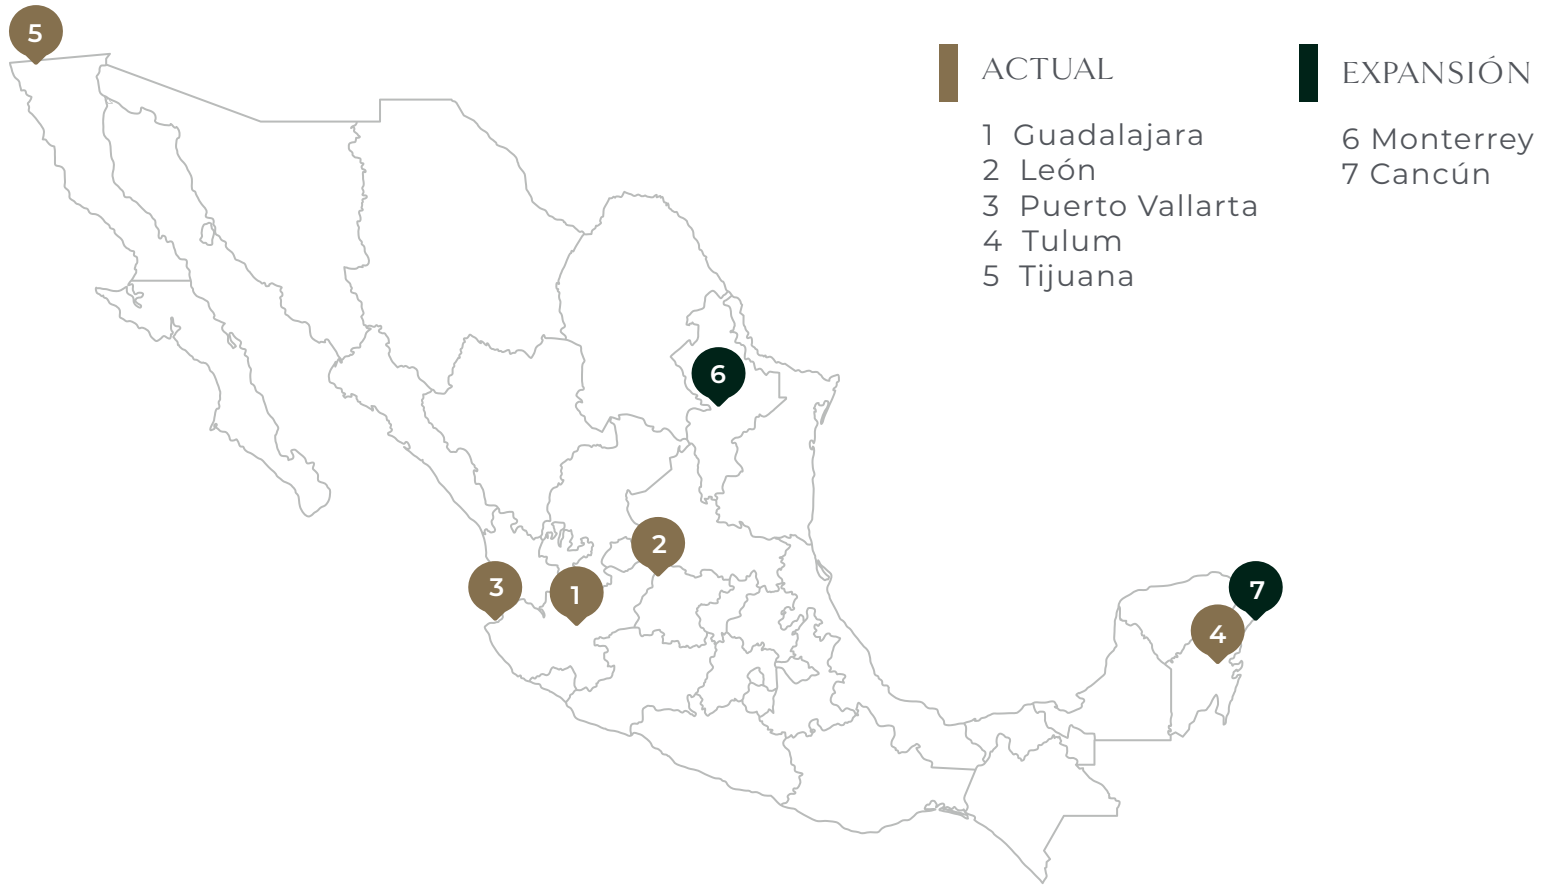 ACTUAL
1 Guadalajara
2 León
3 Puerto Vallarta
4 Tulum
5 Tijuana
EXPANSIÓN
6 Monterrey
7 Cancún
5
6
2
3
1
7
4